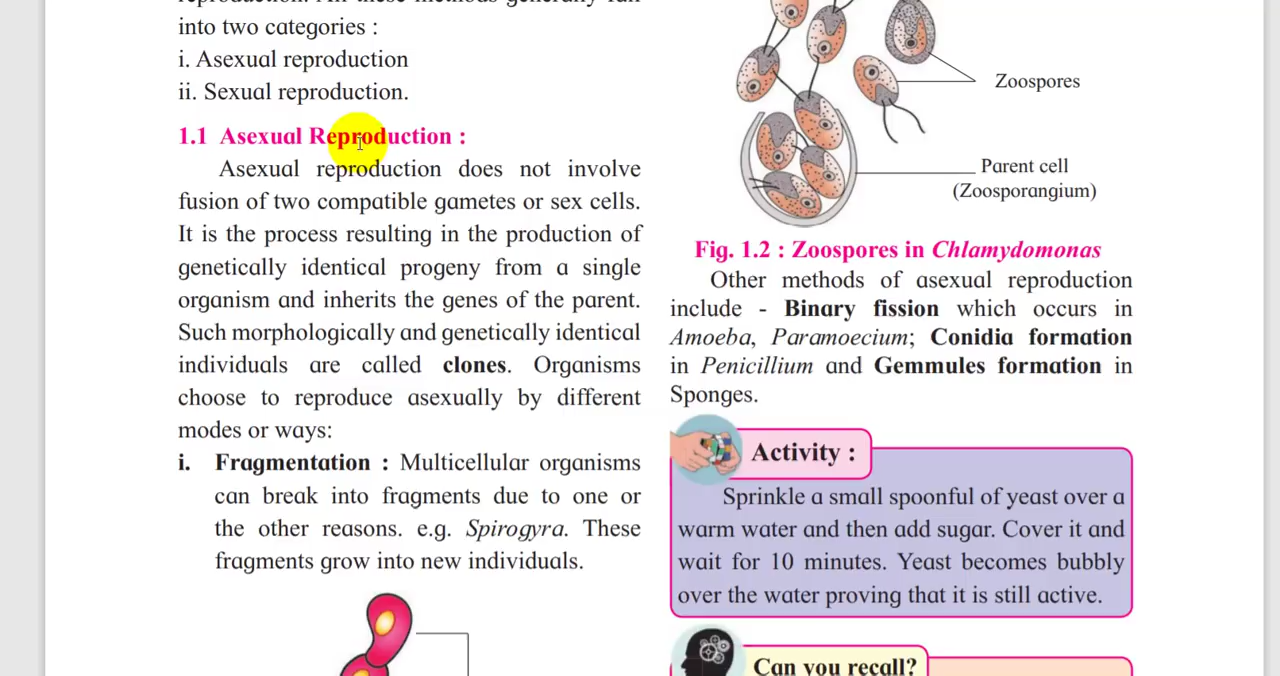 reproduction. All these methods generally fall
into two categories :
i. Asexual reproduction
ii. Sexual reproduction.
1.1 Asexual Reproduction :
Asexual reproduction does not involve
fusion of two compatible gametes or sex cells.
It is the process resulting in the production of
genetically identical progeny from a single
organism and inherits the genes of the parent.
Such morphologically and genetically identical
individuals are called clones. Organisms
choose to reproduce asexually by different
modes or ways:
i. Fragmentation : Multicellular organisms
can break into fragments due to one or
the other reasons. e.g. Spirogyra. These
fragments grow into new individuals.
Zoospores
Parent cell
(Zoosporangium)
Fig. 1.2 : Zoospores in Chlamydomonas
Other methods of asexual reproduction
include - Binary fission which occurs in
Amoeba, Paramoecium; Conidia formation
in Penicillium and Gemmules formation in
Sponges.
Activity :
Sprinkle a small spoonful of yeast over a
warm water and then add sugar. Cover it and
wait for 10 minutes. Yeast becomes bubbly
over the water proving that it is still active.
Can you recall?